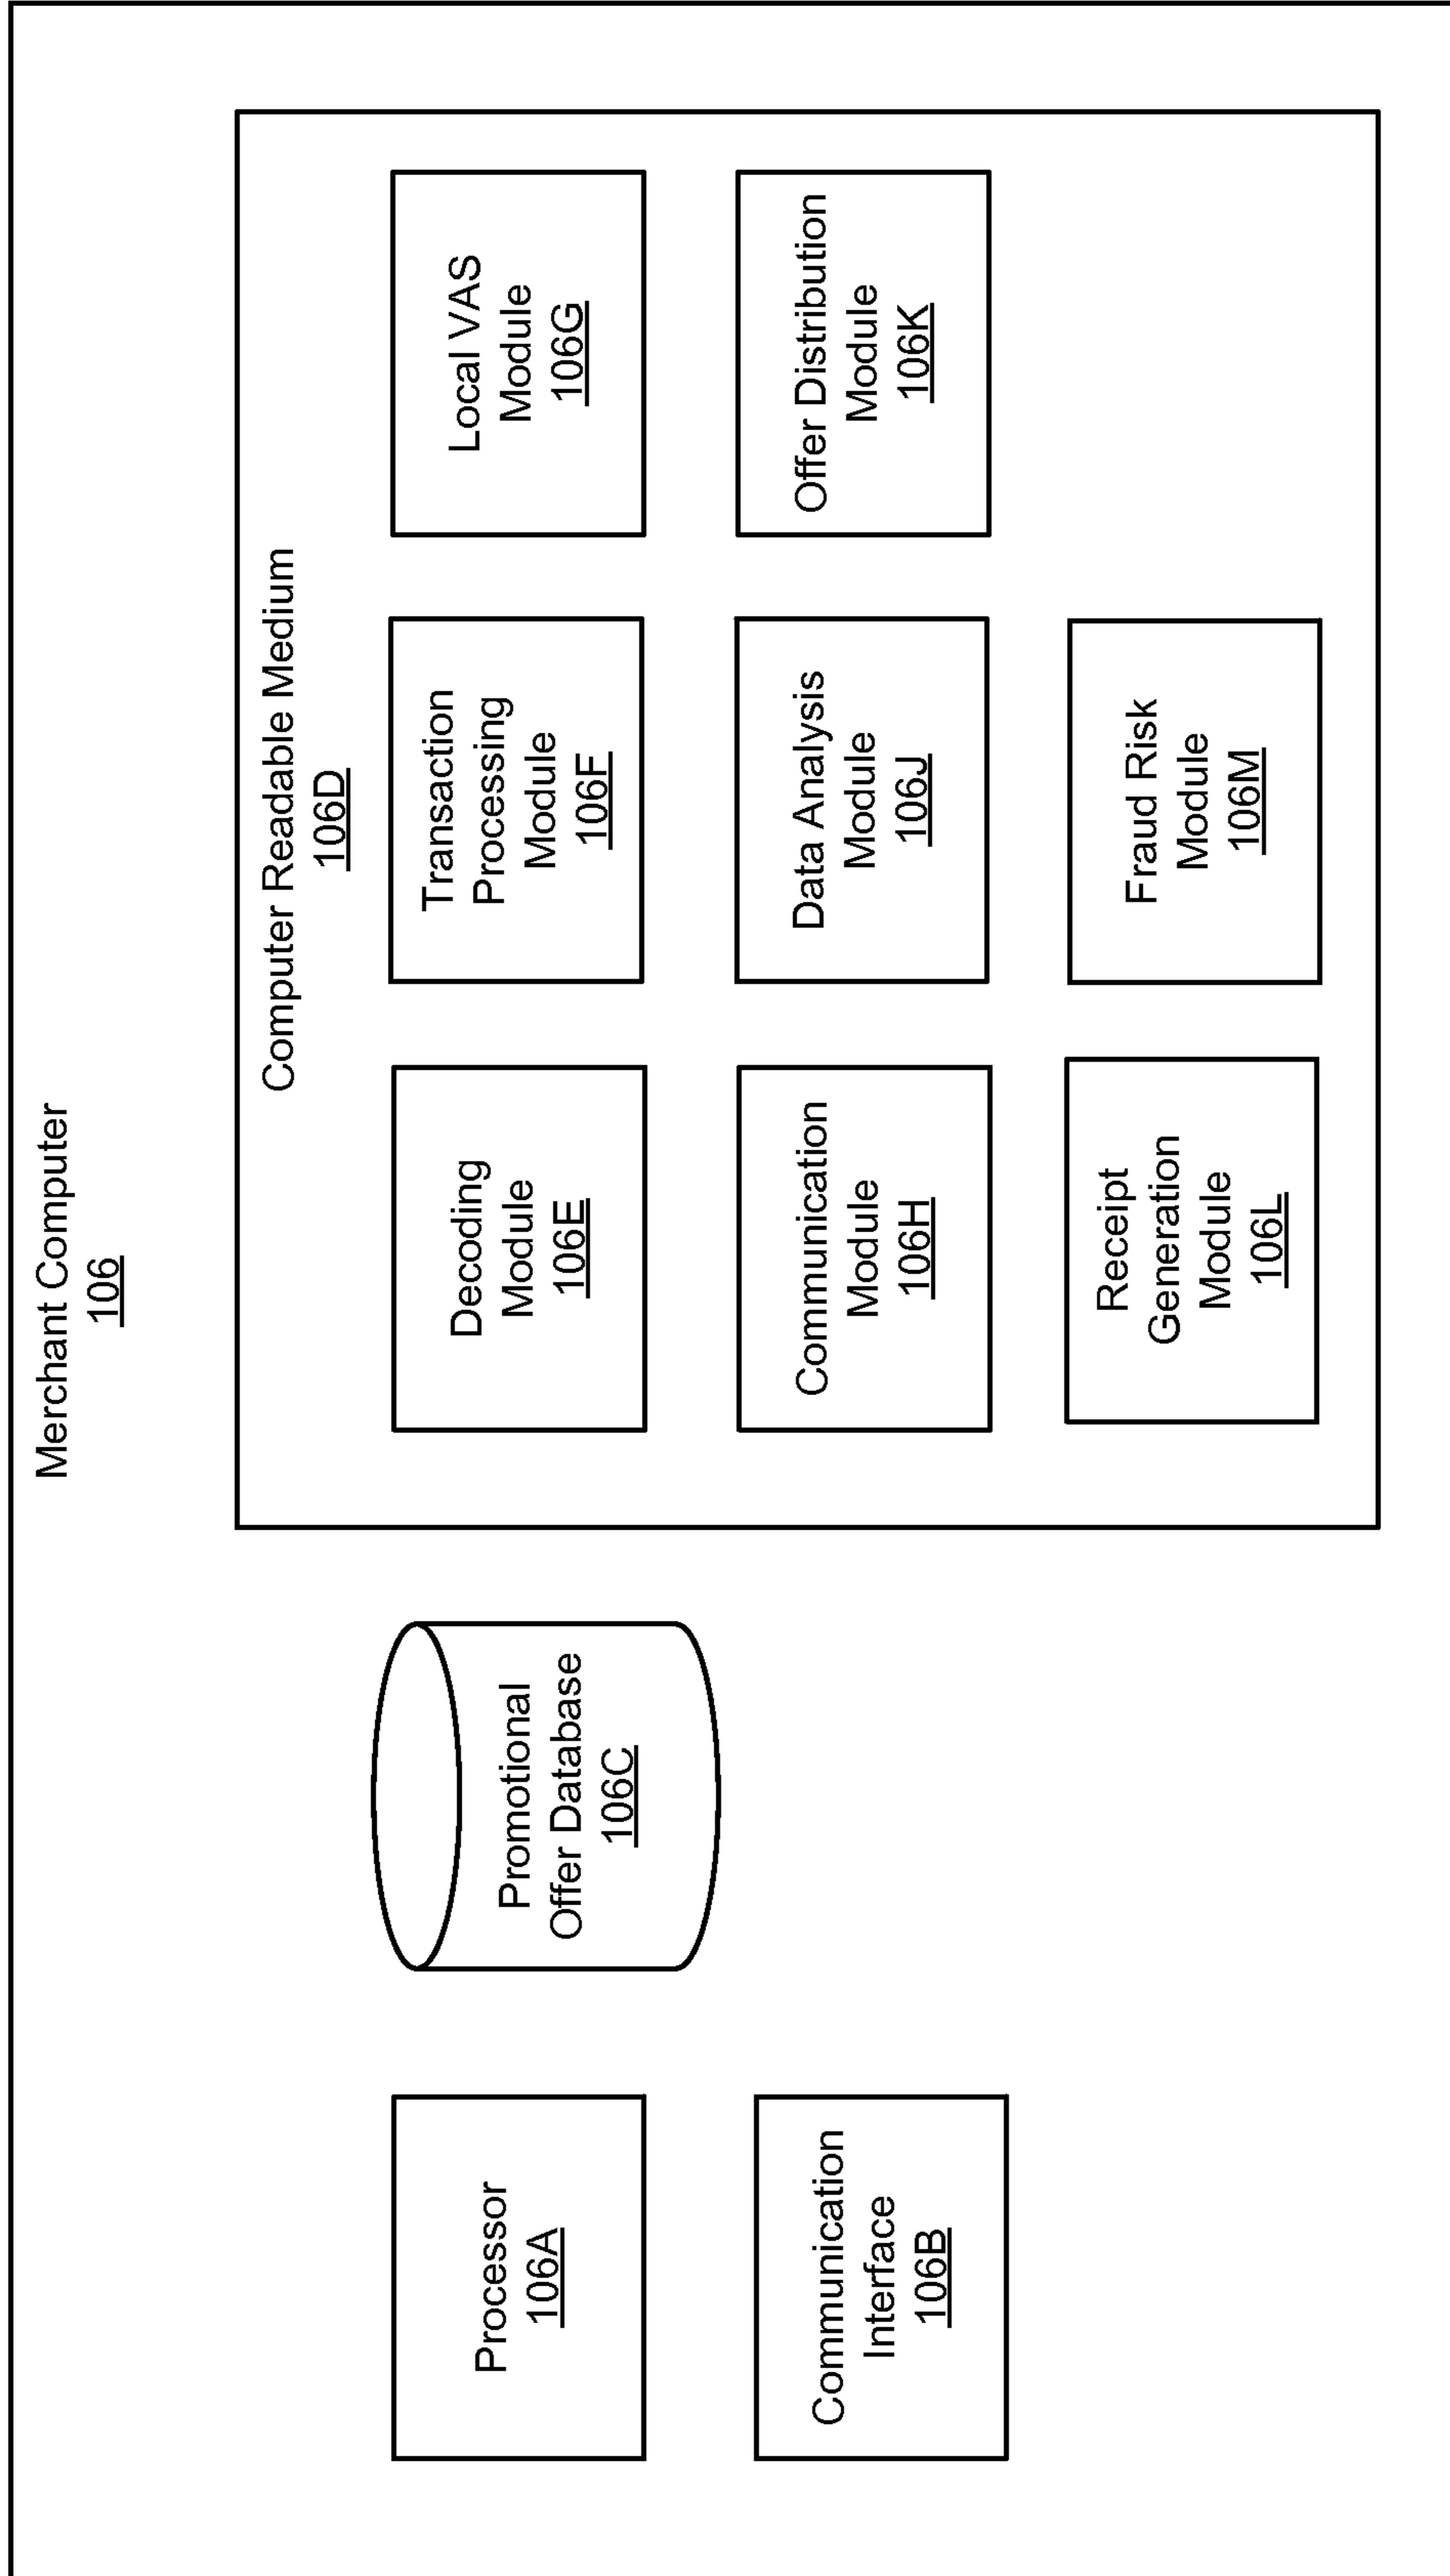 Merchant Computer
106
Processor
106A
Communication
Interface
106B
Promotional
Offer Database
106C
Computer Readable Medium
106D
Decoding
Module
106E
Transaction
Processing
Module
106F
Local VAS
Module
106G
Communication
Module
106H
Data Analysis
Module
106J
Offer Distribution
Module
106K
Receipt
Generation
Module
106L
Fraud Risk
Module
106M